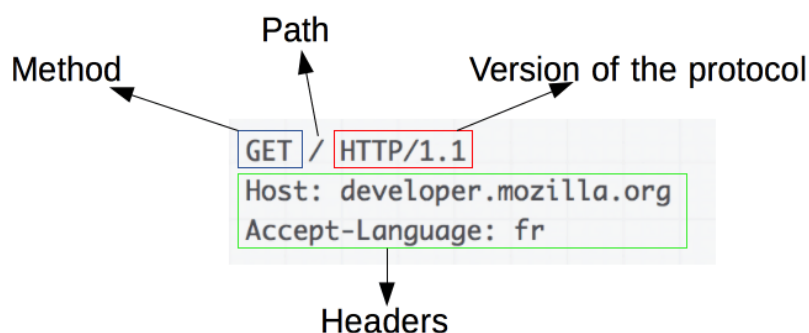 Path
Method
Version of the protocol
GET / HTTP/1.1
Host: developer.mozilla.org
Accept-Language: fr
Headers